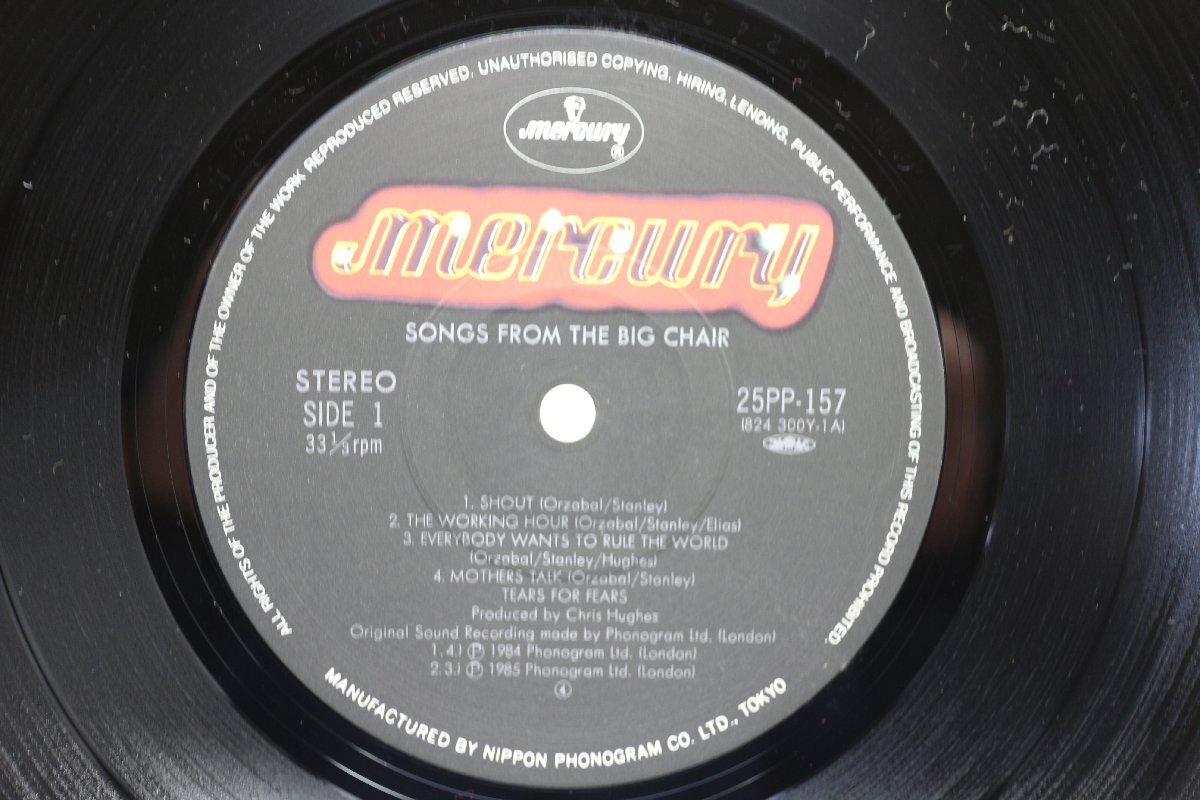 ALL RIGHTS OF THE PRODUCER AND OF THE OWNER OF THE WORK REPRODUCED RESERVED. UNAUTHORISED COPYING, HIRING, LENDING, PUBLIC PERFORMANCE AND BROADCASTING OF THIS RECORD PROHIBITED.
mercury
®
mercury
SONGS FROM THE BIG CHAIR
STEREO
SIDE 1
33 1/3 rpm
25PP-157
(824 300Y-1A)
1. SHOUT (Orzabal/Stanley)
2. THE WORKING HOUR (Orzabal/Stanley/Elias)
3. EVERYBODY WANTS TO RULE THE WORLD
(Orzabal/Stanley/Hughes)
4. MOTHERS TALK (Orzabal/Stanley)
TEARS FOR FEARS
Produced by Chris Hughes
Original Sound Recording made by Phonogram Ltd. (London)
1.4.) ℗ 1984 Phonogram Ltd. (London)
2.3.) ℗ 1985 Phonogram Ltd. (London)
④
MANUFACTURED BY NIPPON PHONOGRAM CO. LTD., TOKYO